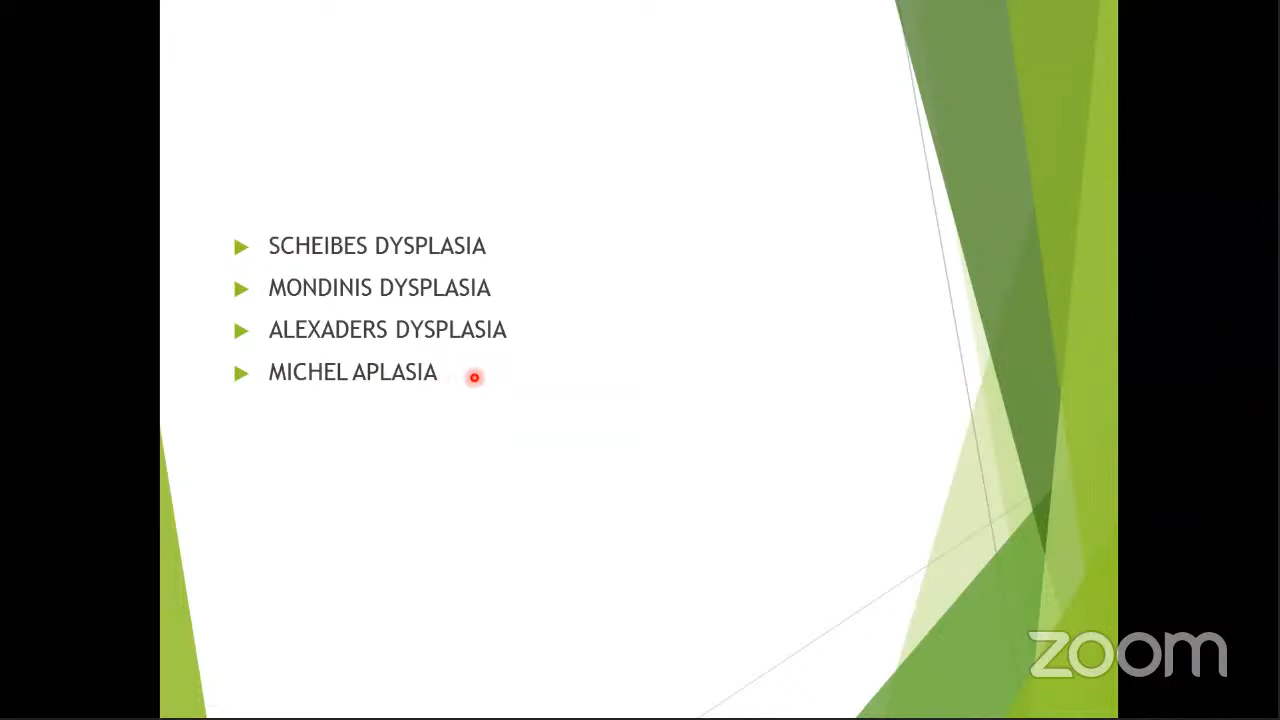 SCHEIBES DYSPLASIA
MONDINIS DYSPLASIA
ALEXADERS DYSPLASIA
MICHEL APLASIA
zoom